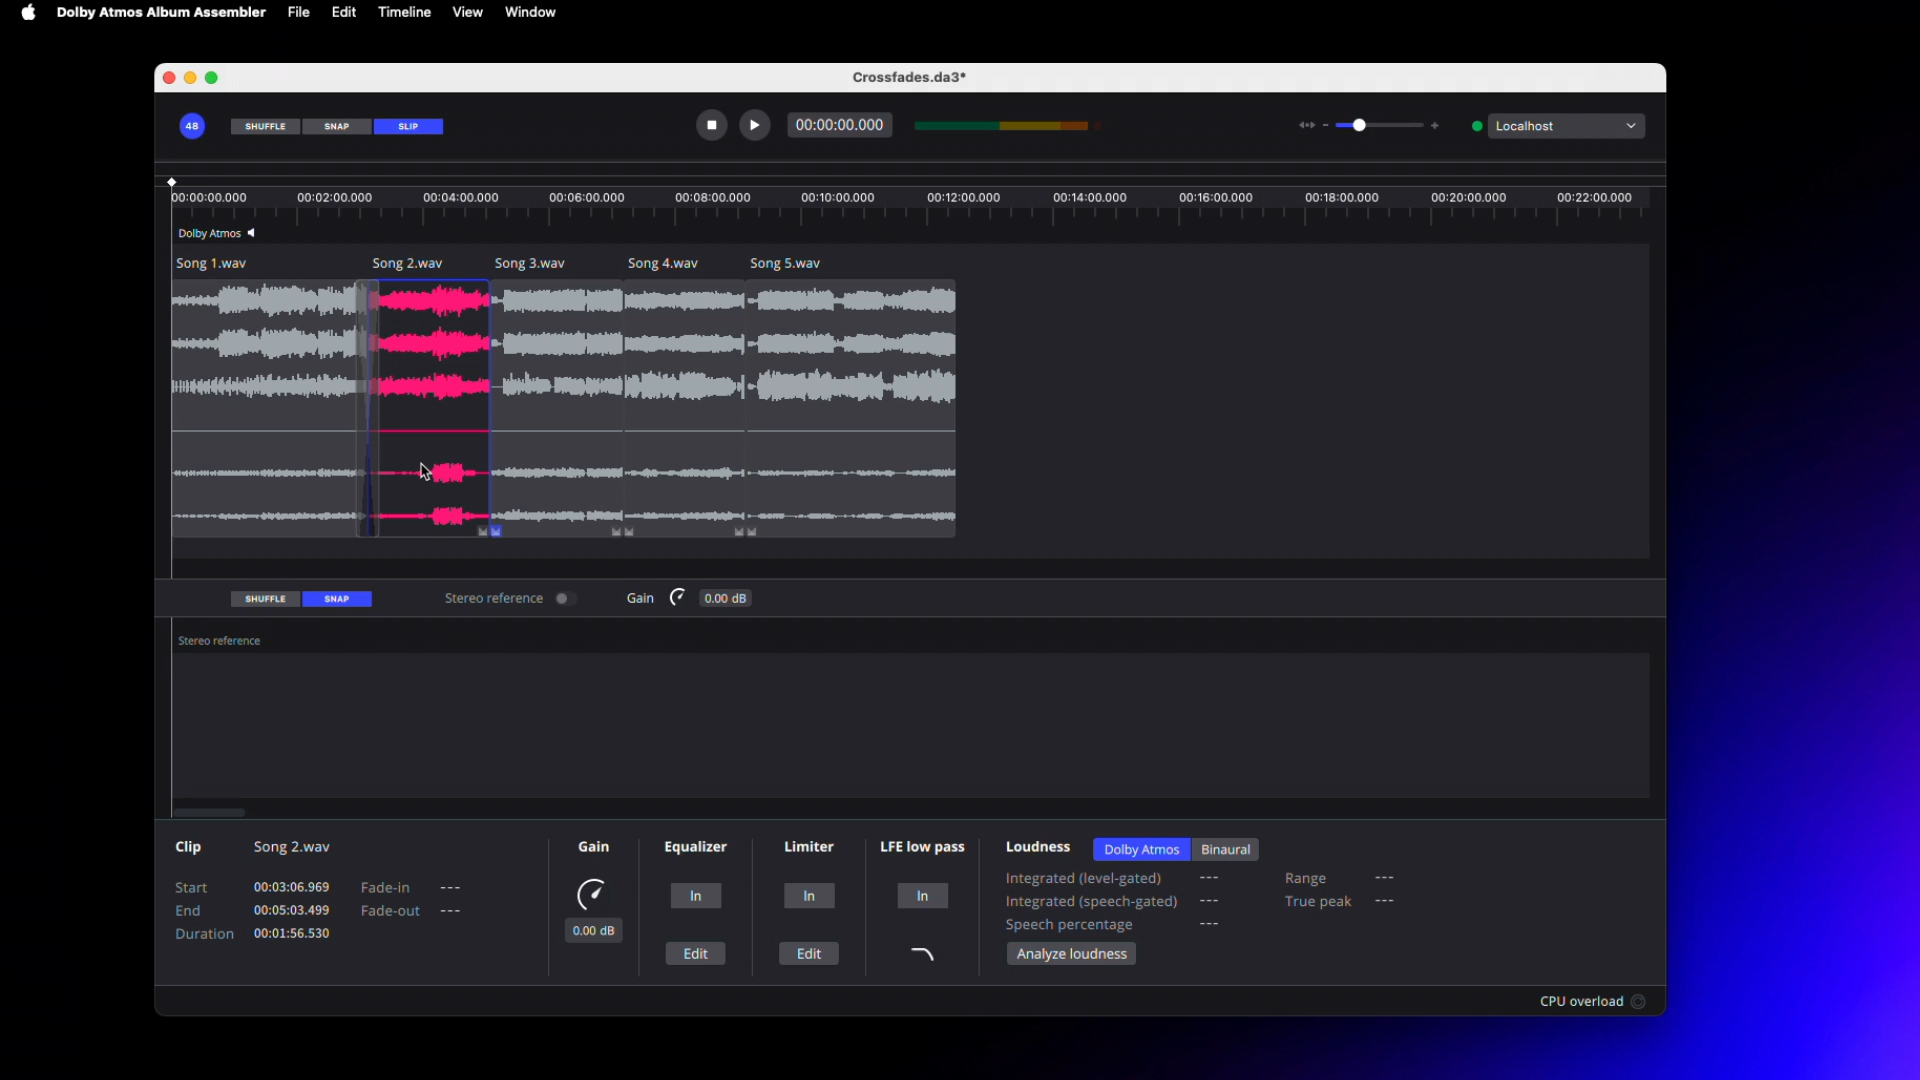 Dolby Atmos Album Assembler File Edit Timeline View Window
Crossfades.da3*
48 SHUFFLE SNAP SLIP 00:00:00.000 - + Localhost
00:00:00.000 00:02:00.000 00:04:00.000 00:06:00.000 00:08:00.000 00:10:00.000 00:12:00.000 00:14:00.000 00:16:00.000 00:18:00.000 00:20:00.000 00:22:00.000
Dolby Atmos
Song 1.wav Song 2.wav Song 3.wav Song 4.wav Song 5.wav
SHUFFLE SNAP Stereo reference Gain 0.00 dB
Stereo reference
Clip Song 2.wav Gain Equalizer Limiter LFE low pass Loudness Dolby Atmos Binaural
Start 00:03:06.969 Fade-in --- In In In Integrated (level-gated) --- Range ---
End 00:05:03.499 Fade-out --- Integrated (speech-gated) --- True peak ---
Duration 00:01:56.530 0.00 dB Speech percentage ---
Edit Edit Analyze loudness
CPU overload